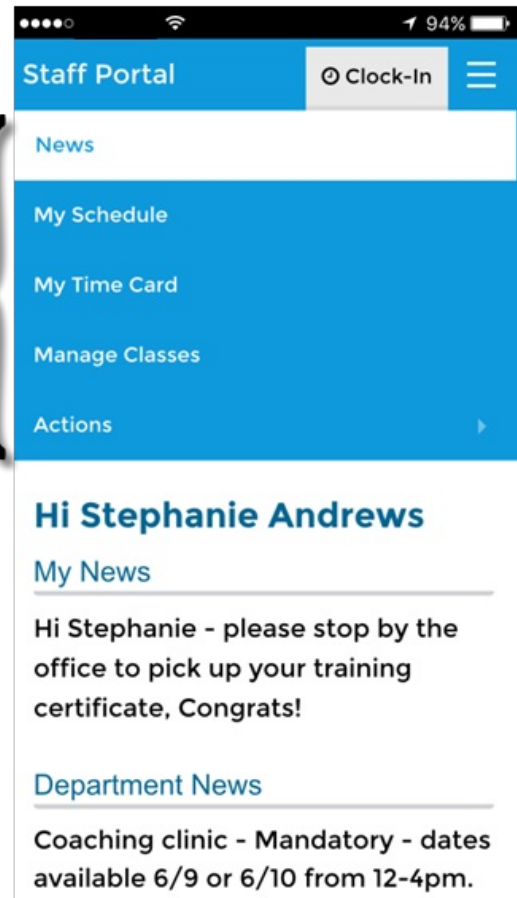 94%
Staff Portal
Clock-In
News
My Schedule
My Time Card
Manage Classes
Actions
Hi Stephanie Andrews
My News
Hi Stephanie - please stop by the
office to pick up your training
certificate, Congrats!
Department News
Coaching clinic - Mandatory - dates
available 6/9 or 6/10 from 12-4pm.